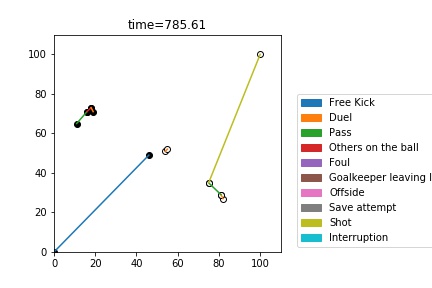 time=785.61
100
80
60
40
20
0
0 20 40 60 80 100
Free Kick
Duel
Pass
Others on the ball
Foul
Goalkeeper leaving l
Offside
Save attempt
Shot
Interruption